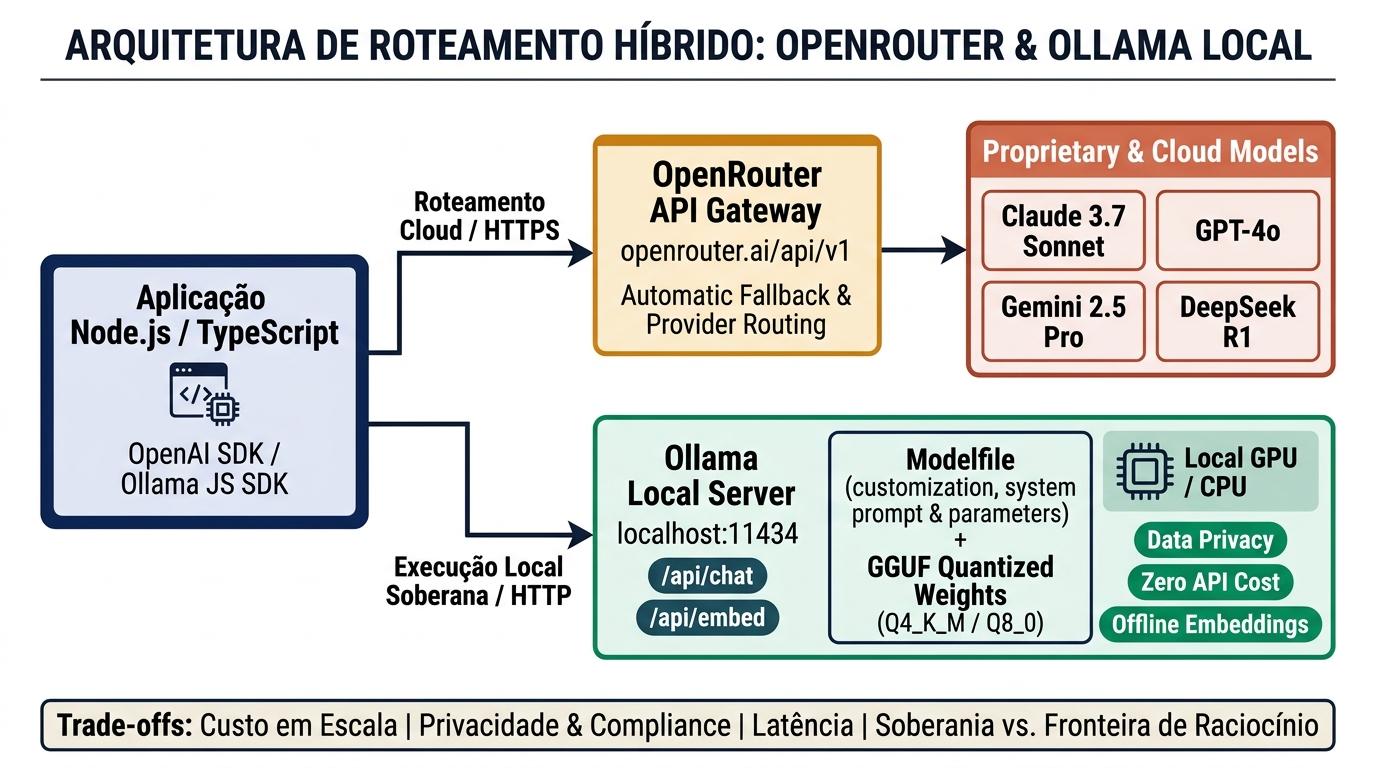 ARQUITETURA DE ROTEAMENTO HÍBRIDO: OPENROUTER & OLLAMA LOCAL
Aplicação
Node.js / TypeScript
</>
OpenAI SDK /
Ollama JS SDK
Roteamento
Cloud / HTTPS
OpenRouter
API Gateway
openrouter.ai/api/v1
Automatic Fallback &
Provider Routing
Proprietary & Cloud Models
Claude 3.7
Sonnet
GPT-4o
Gemini 2.5
Pro
DeepSeek
R1
Execução Local
Soberana / HTTP
Ollama
Local Server
localhost:11434
/api/chat
/api/embed
Modelfile
(customization, system
prompt & parameters)
+
GGUF Quantized
Weights
(Q4_K_M / Q8_0)
Local GPU
/ CPU
Data Privacy
Zero API Cost
Offline Embeddings
Trade-offs: Custo em Escala | Privacidade & Compliance | Latência | Soberania vs. Fronteira de Raciocínio